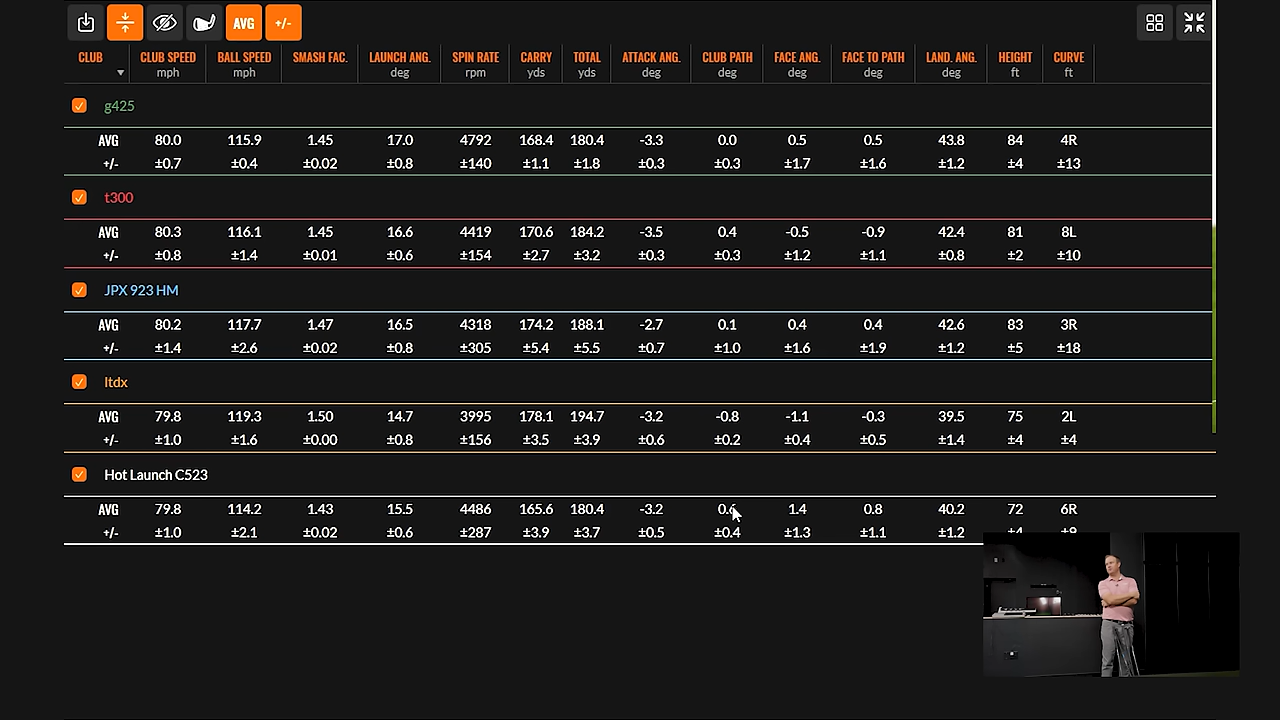 AVG +/-
CLUB CLUB SPEED BALL SPEED SMASH FAC. LAUNCH ANG. SPIN RATE CARRY TOTAL ATTACK ANG. CLUB PATH FACE ANG. FACE TO PATH LAND. ANG. HEIGHT CURVE
mph mph deg rpm yds yds deg deg deg deg deg ft ft
g425
AVG 80.0 115.9 1.45 17.0 4792 168.4 180.4 -3.3 0.0 0.5 0.5 43.8 84 4R
+/- ±0.7 ±0.4 ±0.02 ±0.8 ±140 ±1.1 ±1.8 ±0.3 ±0.3 ±1.7 ±1.6 ±1.2 ±4 ±13
t300
AVG 80.3 116.1 1.45 16.6 4419 170.6 184.2 -3.5 0.4 -0.5 -0.9 42.4 81 8L
+/- ±0.8 ±1.4 ±0.01 ±0.6 ±154 ±2.7 ±3.2 ±0.3 ±0.3 ±1.2 ±1.1 ±0.8 ±2 ±10
JPX 923 HM
AVG 80.2 117.7 1.47 16.5 4318 174.2 188.1 -2.7 0.1 0.4 0.4 42.6 83 3R
+/- ±1.4 ±2.6 ±0.02 ±0.8 ±305 ±5.4 ±5.5 ±0.7 ±1.0 ±1.6 ±1.9 ±1.2 ±5 ±18
ltdx
AVG 79.8 119.3 1.50 14.7 3995 178.1 194.7 -3.2 -0.8 -1.1 -0.3 39.5 75 2L
+/- ±1.0 ±1.6 ±0.00 ±0.8 ±156 ±3.5 ±3.9 ±0.6 ±0.2 ±0.4 ±0.5 ±1.4 ±4 ±4
Hot Launch C523
AVG 79.8 114.2 1.43 15.5 4486 165.6 180.4 -3.2 1.4 0.8 40.2 72 6R
+/- ±1.0 ±2.1 ±0.02 ±0.6 ±287 ±3.9 ±3.7 ±0.5 ±0.4 ±1.3 ±1.1 ±1.2